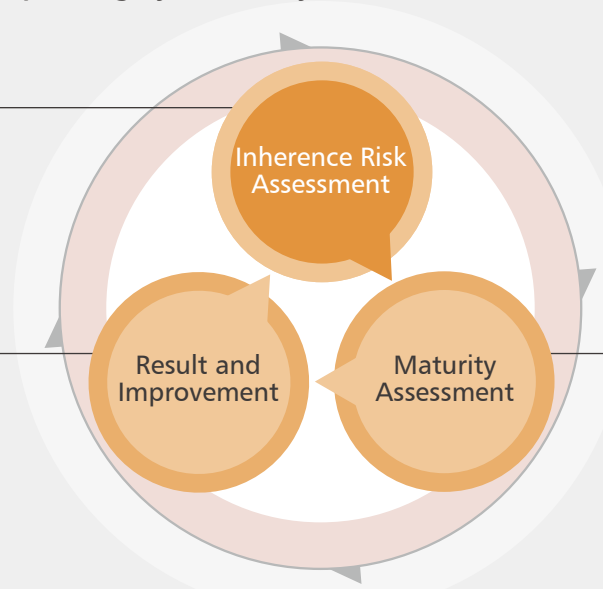 Inherence Risk
Assessment
Result and
Improvement
Maturity
Assessment